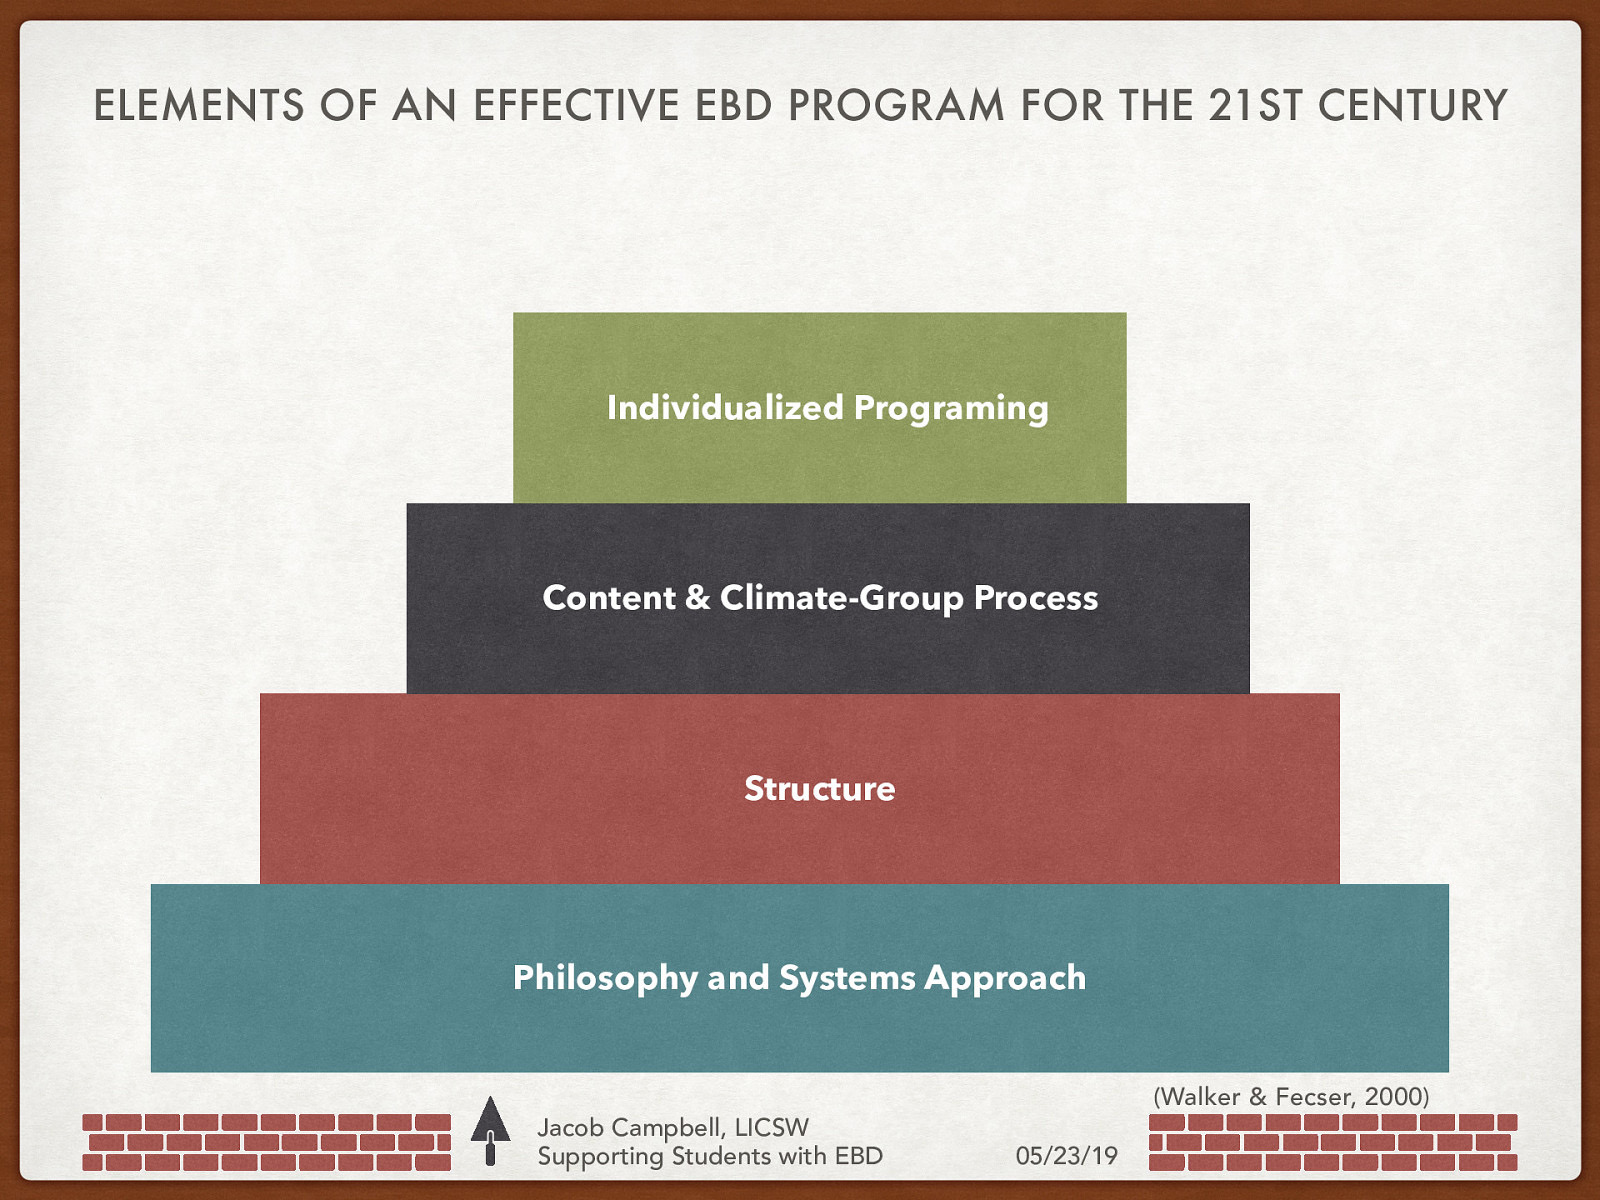 ELEMENTS OF AN EFFECTIVE EBD PROGRAM FOR THE 21ST CENTURY
Individualized Programing
Content & Climate-Group Process
Structure
Philosophy and Systems Approach
(Walker & Fecser, 2000)
Jacob Campbell, LICSW
Supporting Students with EBD
05/23/19